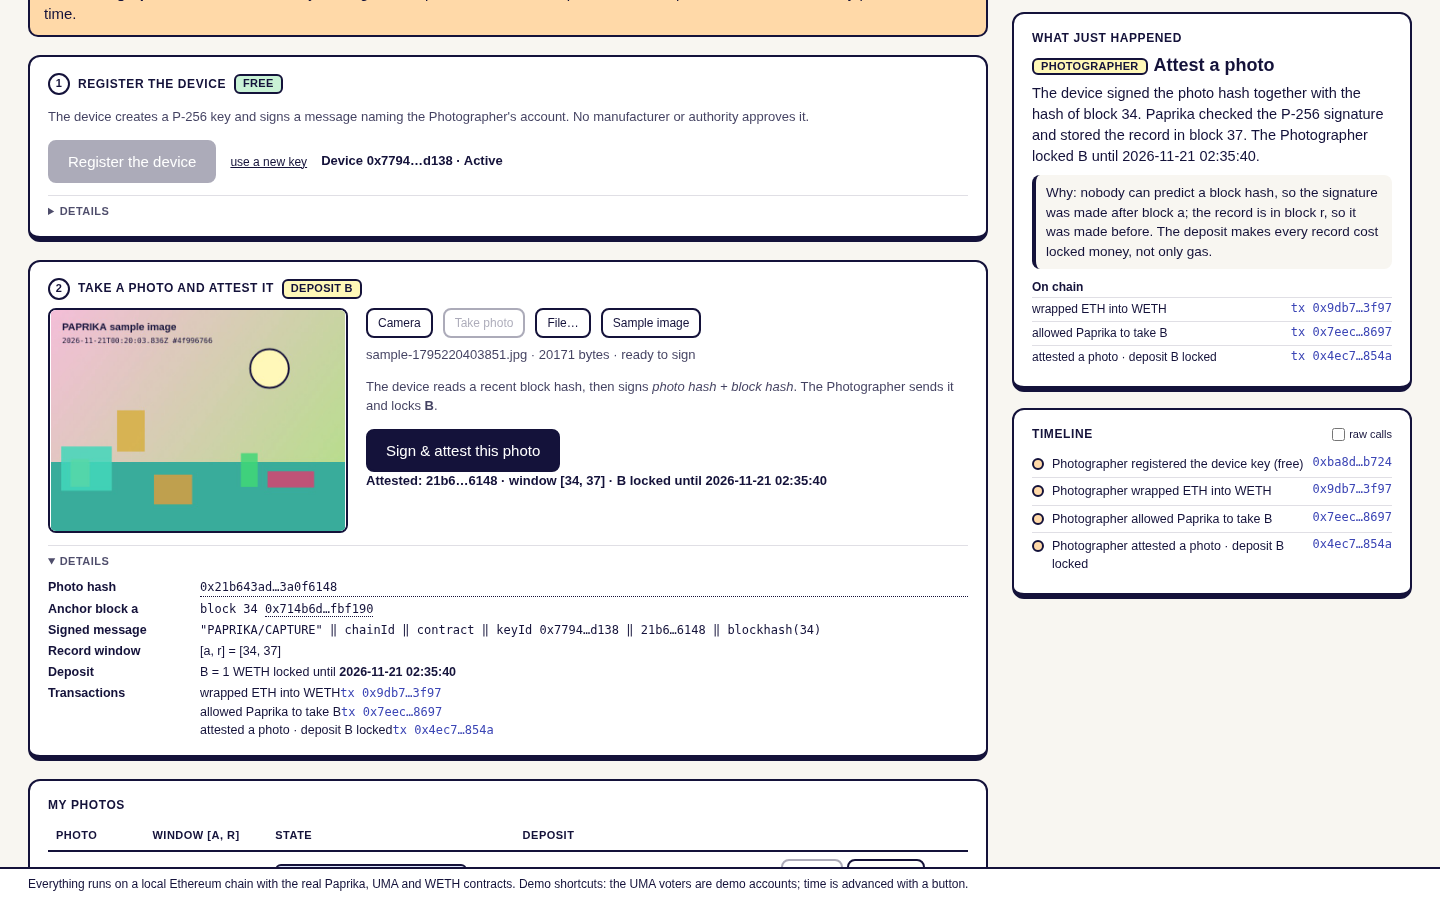 time.
1 REGISTER THE DEVICE FREE
The device creates a P-256 key and signs a message naming the Photographer's account. No manufacturer or authority approves it.
Register the device use a new key Device 0x7794…d138 · Active
DETAILS
2 TAKE A PHOTO AND ATTEST IT DEPOSIT B
PAPRIKA sample image
2026-11-21T00:20:03.836Z #4f996766
Camera Take photo File… Sample image
sample-1795220403851.jpg · 20171 bytes · ready to sign
The device reads a recent block hash, then signs photo hash + block hash. The Photographer sends it
and locks B.
Sign & attest this photo
Attested: 21b6…6148 · window [34, 37] · B locked until 2026-11-21 02:35:40
DETAILS
Photo hash 0x21b643ad…3a0f6148
Anchor block a block 34 0x714b6d…fbf190
Signed message "PAPRIKA/CAPTURE" ‖ chainId ‖ contract ‖ keyId 0x7794…d138 ‖ 21b6…6148 ‖ blockhash(34)
Record window [a, r] = [34, 37]
Deposit B = 1 WETH locked until 2026-11-21 02:35:40
Transactions wrapped ETH into WETHtx 0x9db7…3f97
allowed Paprika to take Btx 0x7eec…8697
attested a photo · deposit B lockedtx 0x4ec7…854a
MY PHOTOS
PHOTO WINDOW [A, R] STATE DEPOSIT
WHAT JUST HAPPENED
PHOTOGRAPHER Attest a photo
The device signed the photo hash together with the
hash of block 34. Paprika checked the P-256 signature
and stored the record in block 37. The Photographer
locked B until 2026-11-21 02:35:40.
Why: nobody can predict a block hash, so the signature
was made after block a; the record is in block r, so it
was made before. The deposit makes every record cost
locked money, not only gas.
On chain
wrapped ETH into WETH tx 0x9db7…3f97
allowed Paprika to take B tx 0x7eec…8697
attested a photo · deposit B locked tx 0x4ec7…854a
TIMELINE raw calls
Photographer registered the device key (free) 0xba8d…b724
Photographer wrapped ETH into WETH 0x9db7…3f97
Photographer allowed Paprika to take B 0x7eec…8697
Photographer attested a photo · deposit B 0x4ec7…854a
locked
Everything runs on a local Ethereum chain with the real Paprika, UMA and WETH contracts. Demo shortcuts: the UMA voters are demo accounts; time is advanced with a button.